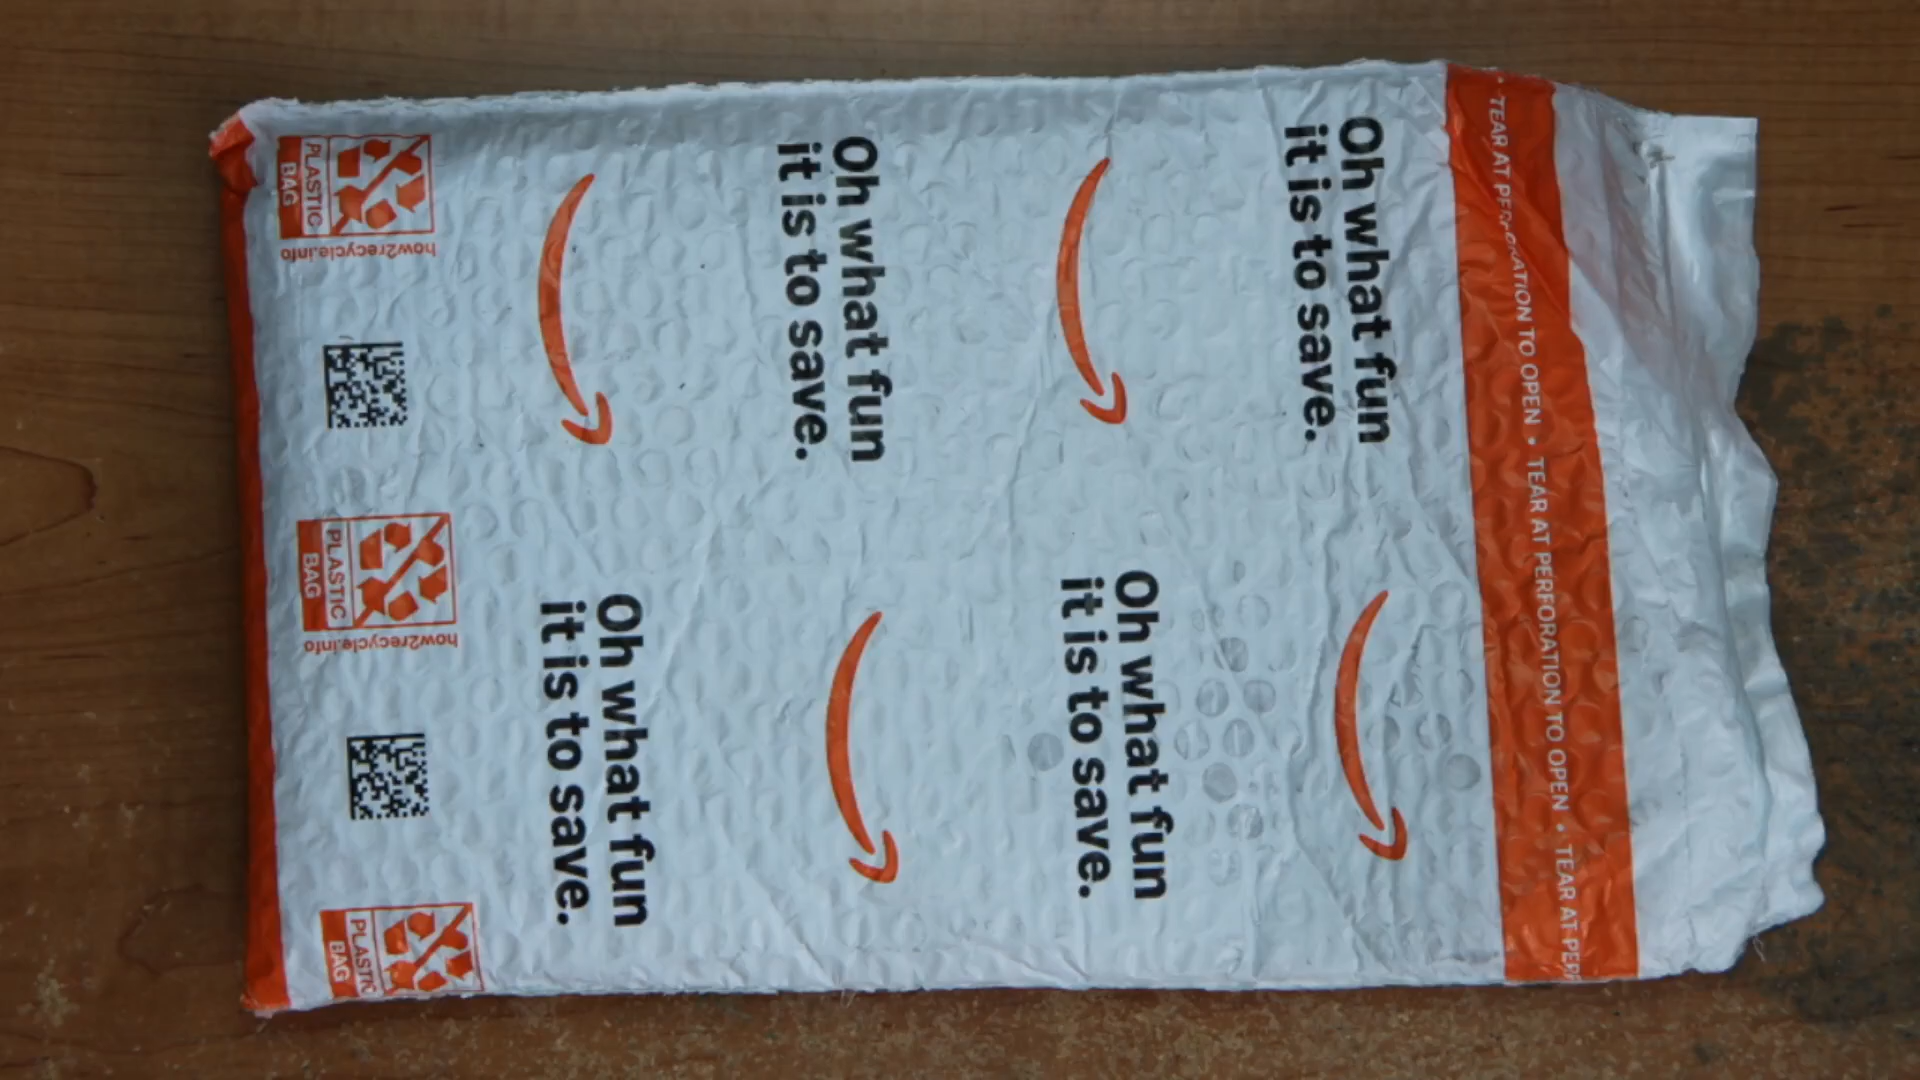 PLASTIC
BAG
how2recycle.info
Oh what fun
it is to save.
Oh what fun
it is to save.
PLASTIC
BAG
how2recycle.info
Oh what fun
it is to save.
Oh what fun
it is to save.
PLASTIC
BAG
TEAR AT PERFORATION TO OPEN • TEAR AT PERFORATION TO OPEN • TEAR AT PERF